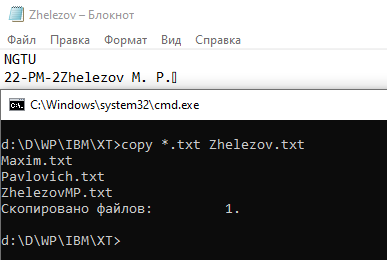 Zhelezov – Блокнот
Файл Правка Формат Вид Справка
NGTU
22-PM-2Zhelezov M. P.
C:\Windows\system32\cmd.exe
d:\D\WP\IBM\XT>copy *.txt Zhelezov.txt
Maxim.txt
Pavlovich.txt
ZhelezovMP.txt
Скопировано файлов: 1.
d:\D\WP\IBM\XT>